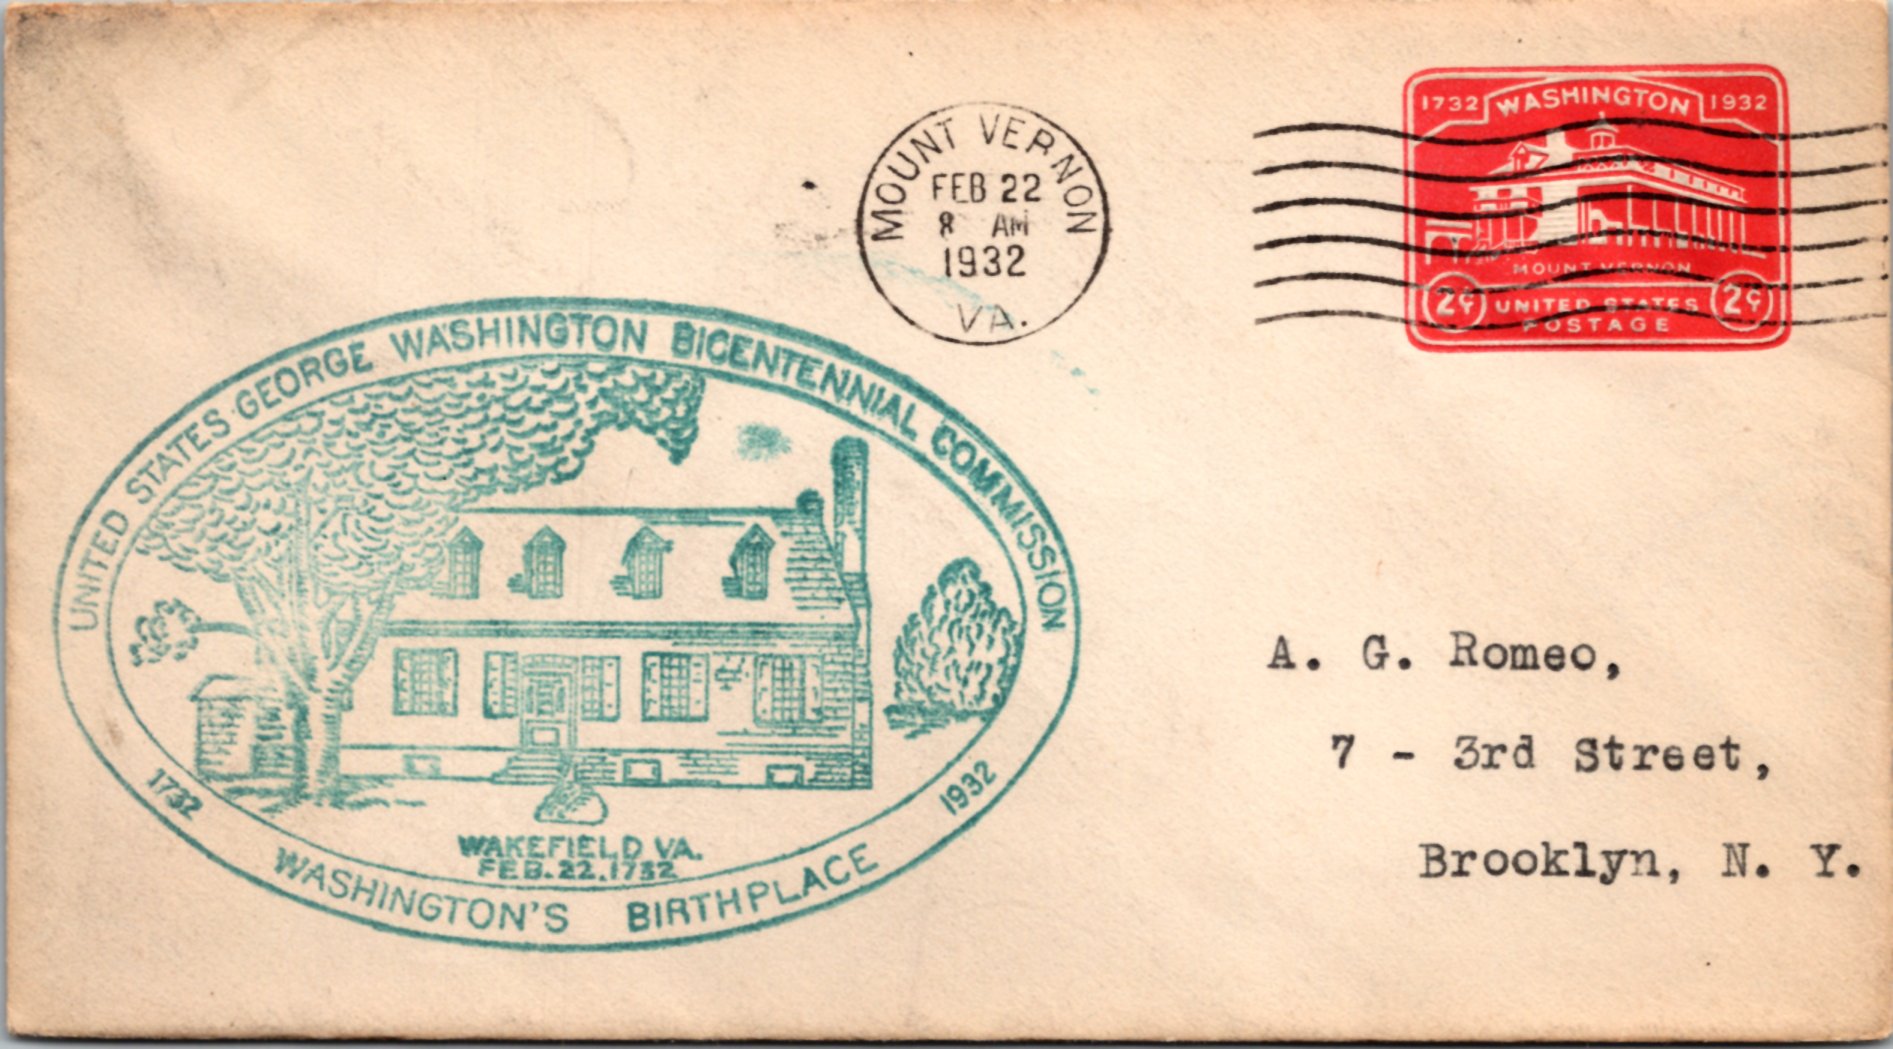 MOUNT VERNON
FEB 22
8 AM
1932
VA.
1732 WASHINGTON 1932
MOUNT VERNON
2¢ UNITED STATES 2¢
POSTAGE
UNITED STATES GEORGE WASHINGTON BICENTENNIAL COMMISSION
1732 1932
WAKEFIELD VA.
FEB. 22. 1732
WASHINGTON'S BIRTHPLACE
A. G. Romeo,
7 - 3rd Street,
Brooklyn, N. Y.